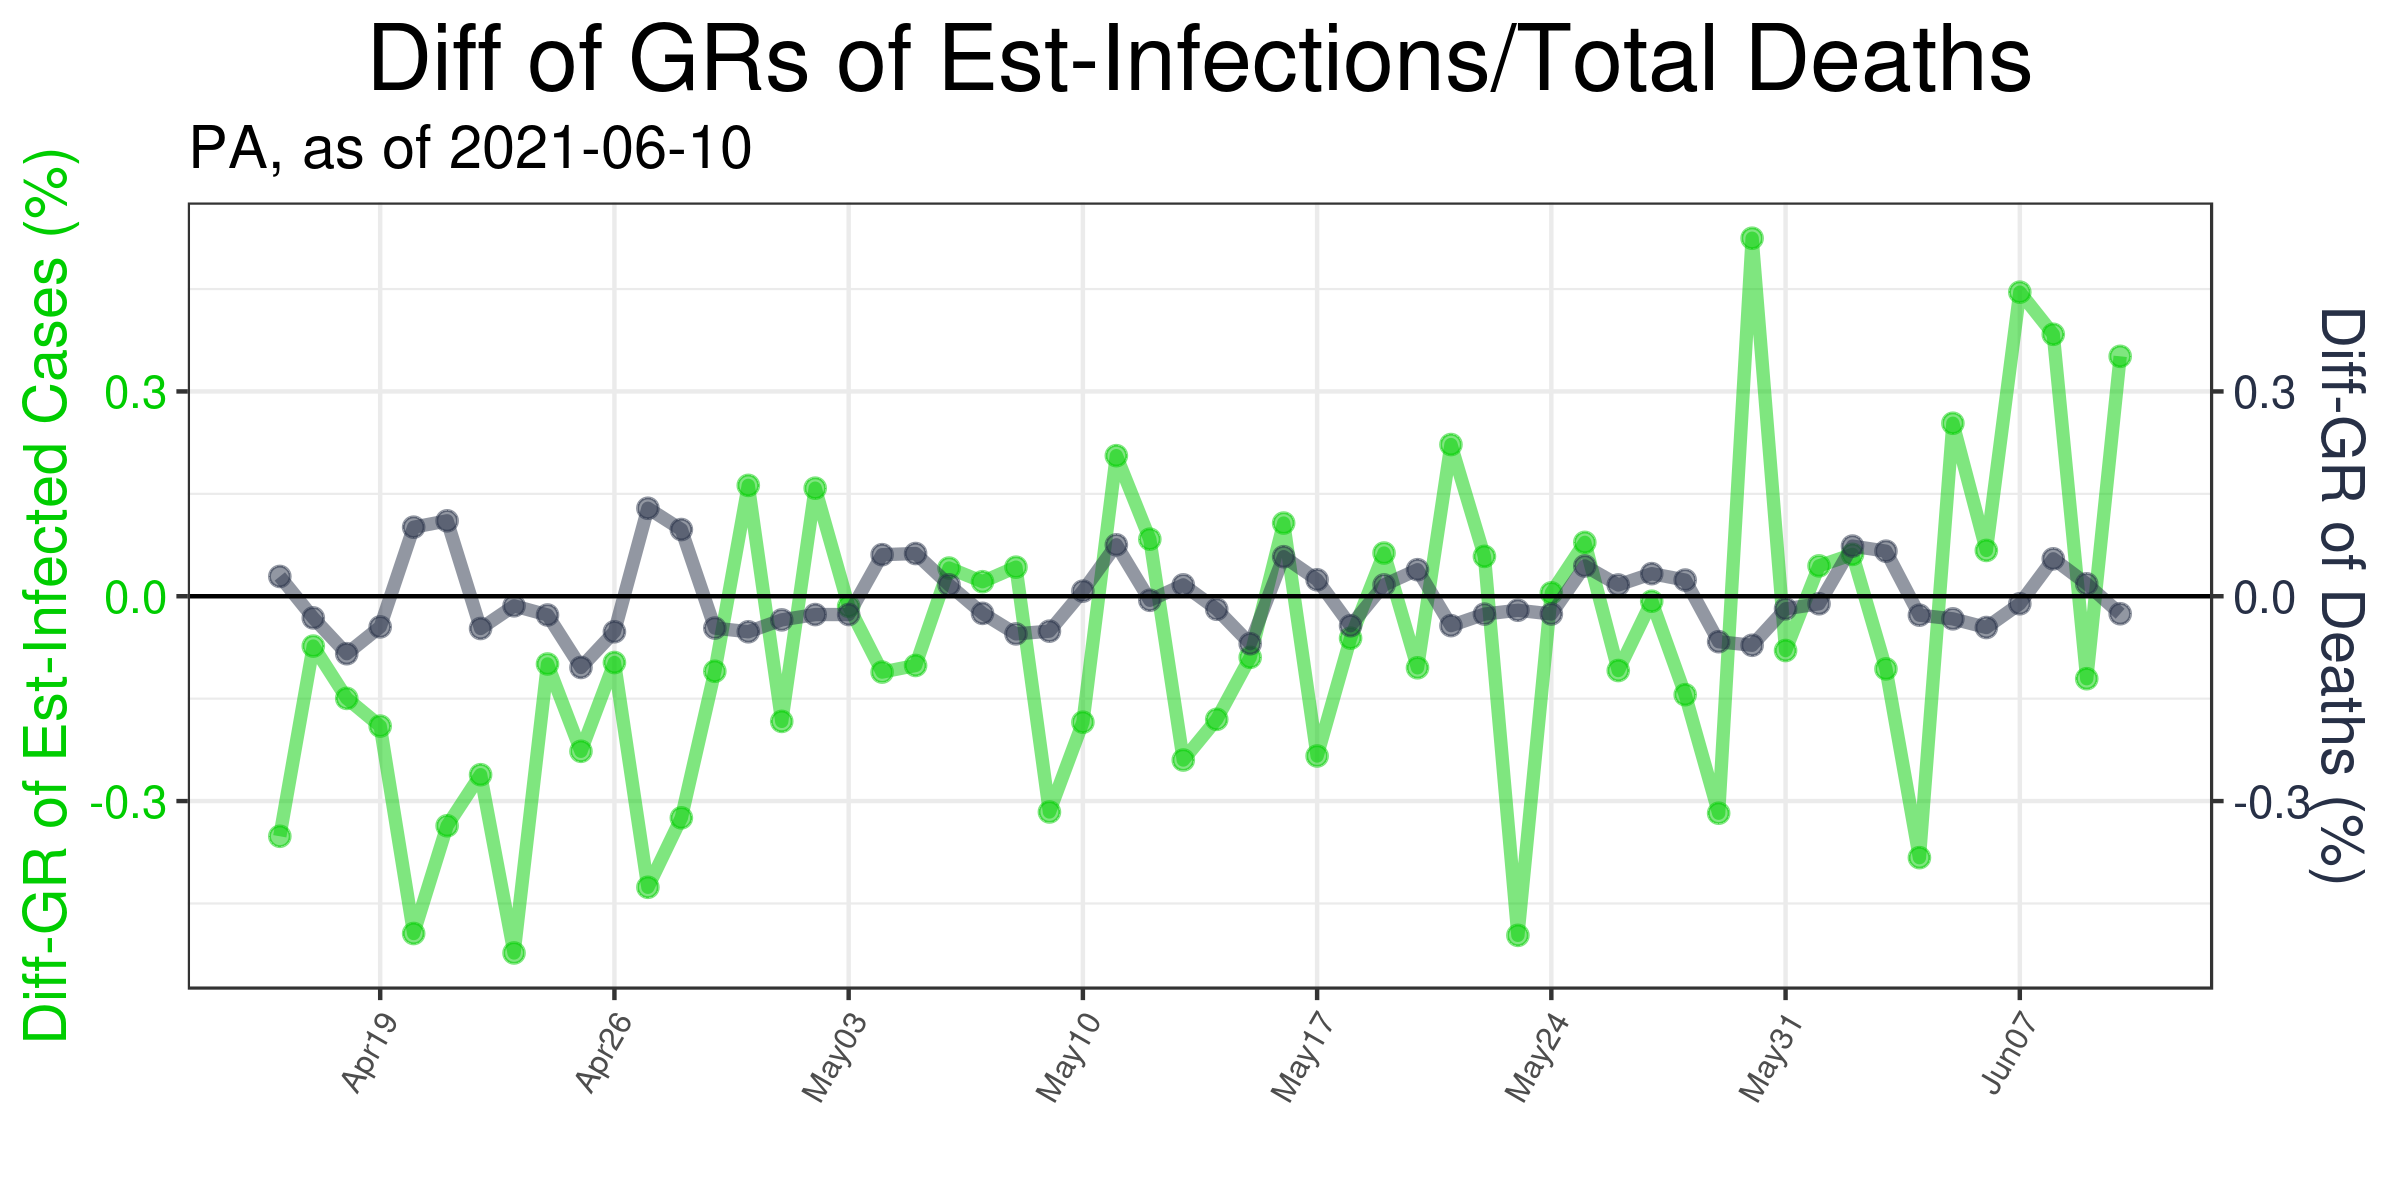 Diff of GRs of Est-Infections/Total Deaths
PA, as of 2021-06-10
Diff-GR of Est-Infected Cases (%)
0.3
0.0
-0.3
0.3
0.0
-0.3
Diff-GR of Deaths (%)
Apr19
Apr26
May03
May10
May17
May24
May31
Jun07